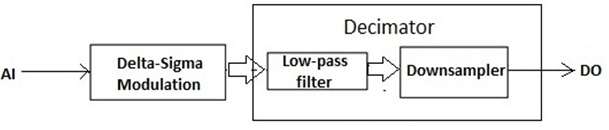 Decimator
AI
Delta-Sigma
Modulation
Low-pass
filter
Downsampler
DO